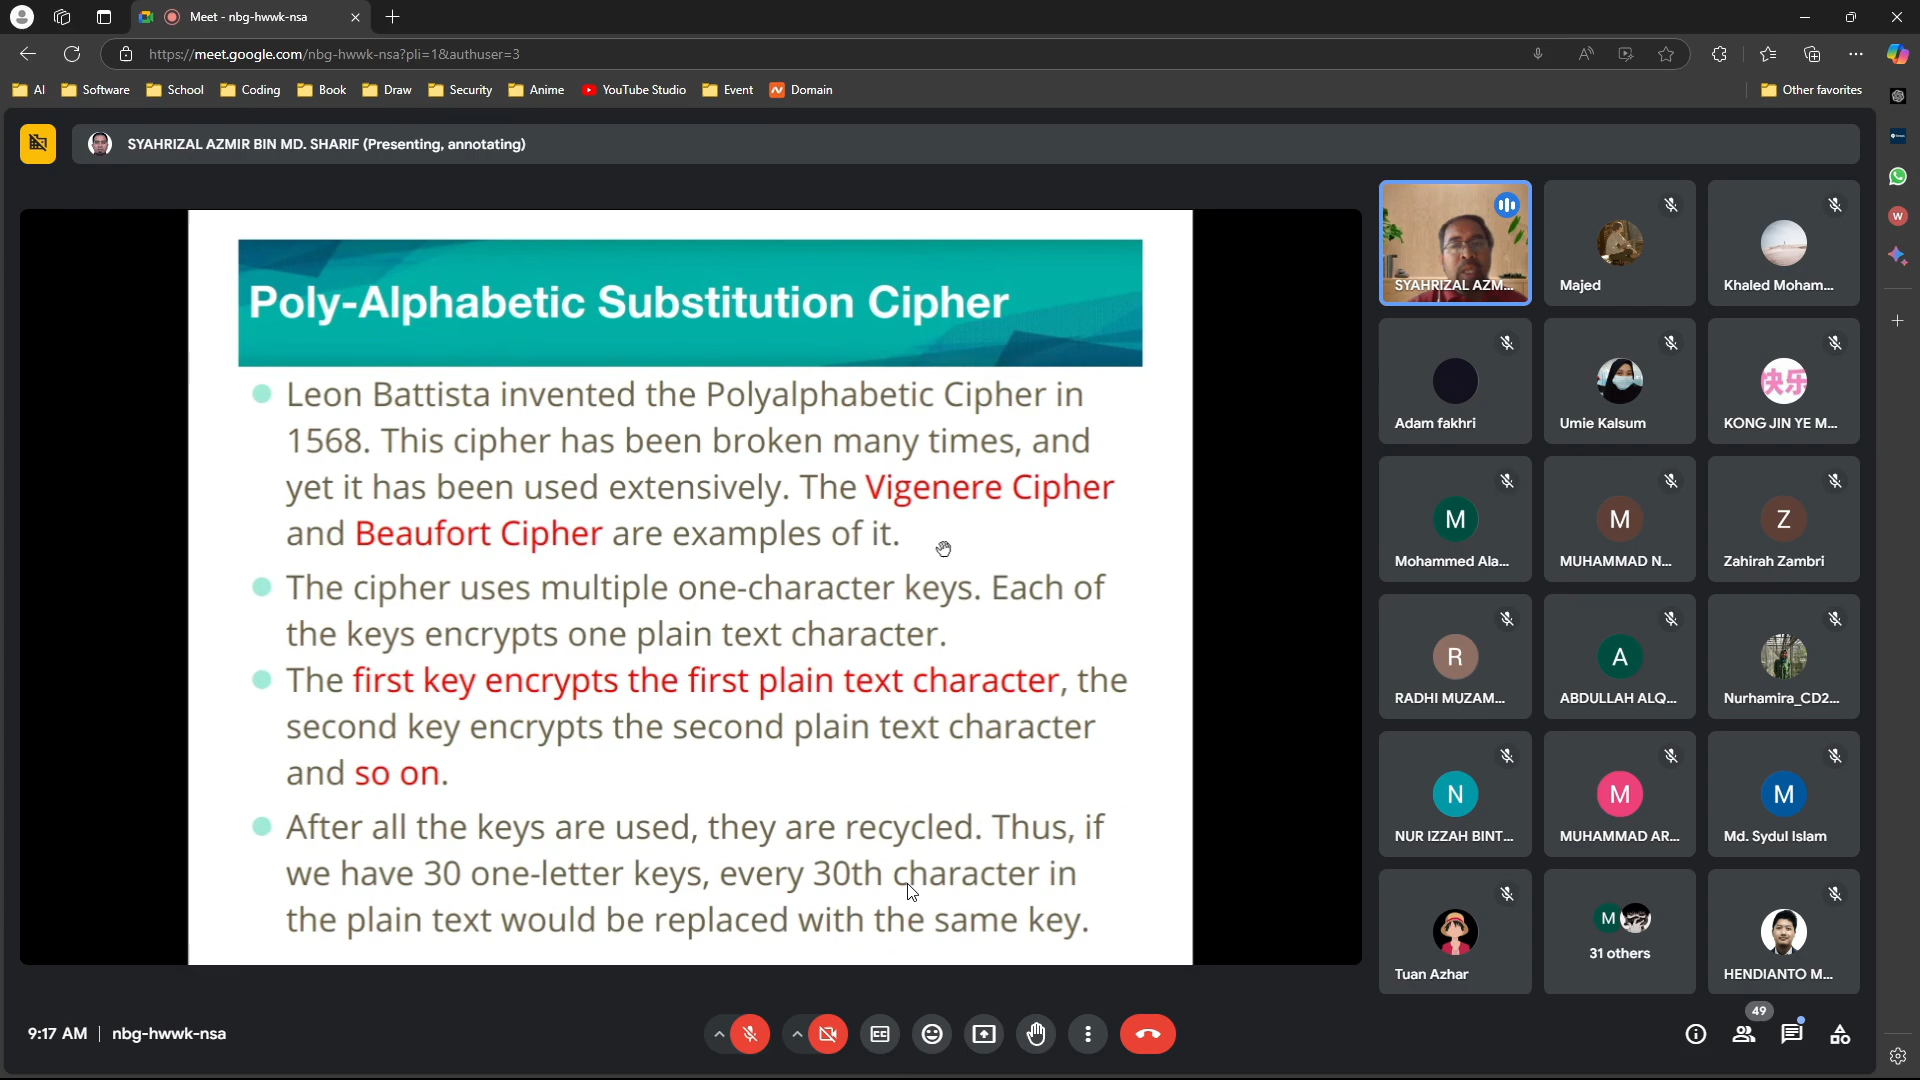 Meet - nbg-hwwk-nsa
https://meet.google.com/nbg-hwwk-nsa?pli=1&authuser=3
AI Software School Coding Book Draw Security Anime YouTube Studio Event Domain Other favorites
SYAHRIZAL AZMIR BIN MD. SHARIF (Presenting, annotating)
Poly-Alphabetic Substitution Cipher
Leon Battista invented the Polyalphabetic Cipher in
1568. This cipher has been broken many times, and
yet it has been used extensively. The Vigenere Cipher
and Beaufort Cipher are examples of it.
The cipher uses multiple one-character keys. Each of
the keys encrypts one plain text character.
The first key encrypts the first plain text character, the
second key encrypts the second plain text character
and so on.
After all the keys are used, they are recycled. Thus, if
we have 30 one-letter keys, every 30th character in
the plain text would be replaced with the same key.
SYAHRIZAL AZM...
Majed
Khaled Moham...
Adam fakhri
Umie Kalsum
快乐
KONG JIN YE M...
M
Mohammed Ala...
M
MUHAMMAD N...
Z
Zahirah Zambri
R
RADHI MUZAM...
A
ABDULLAH ALQ...
Nurhamira_CD2...
N
NUR IZZAH BINT...
M
MUHAMMAD AR...
M
Md. Sydul Islam
Tuan Azhar
M
31 others
HENDIANTO M...
9:17 AM | nbg-hwwk-nsa
49
W